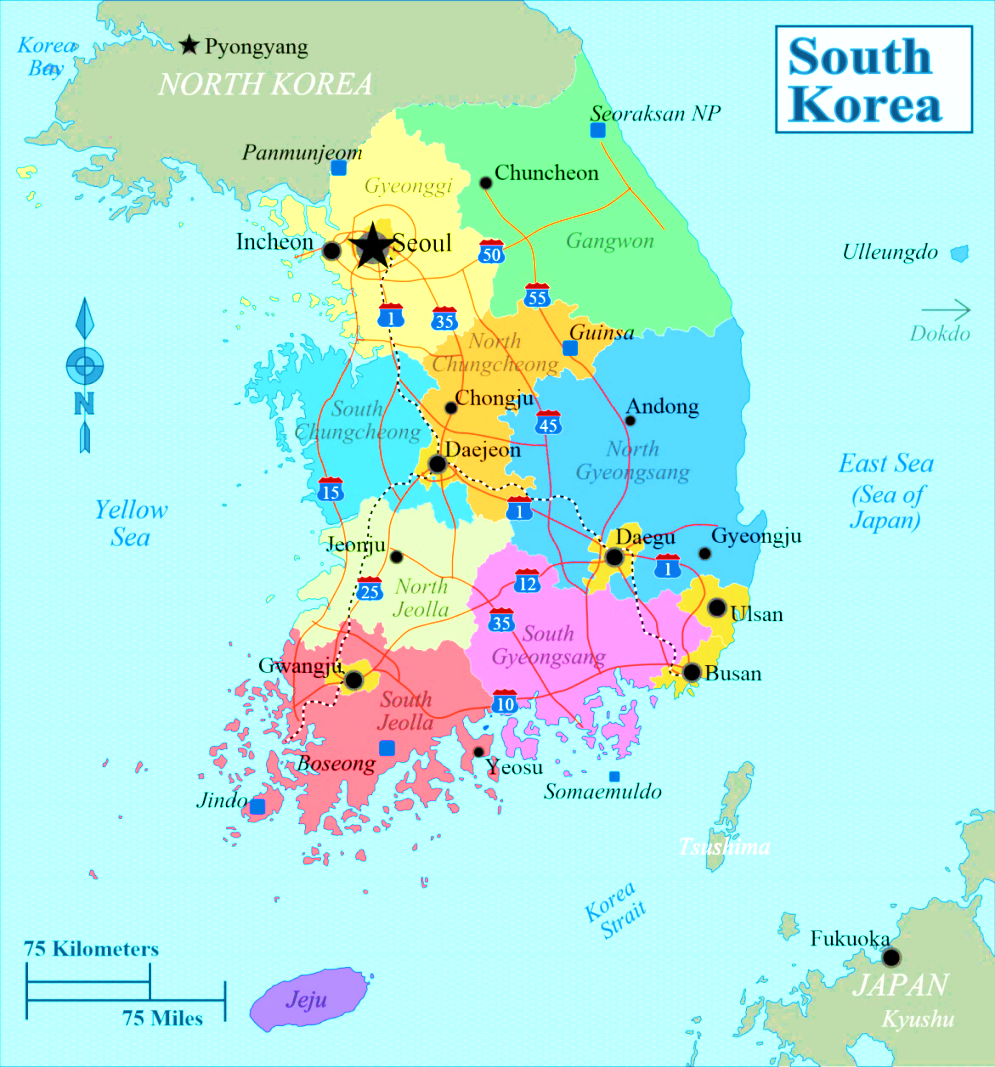 Korea
Bay
Pyongyang
NORTH KOREA
South
Korea
Seoraksan NP
Panmunjeom
Chuncheon
Gyeonggi
Incheon
Seoul
Gangwon
50
Ulleungdo
55
1
35
Dokdo
Guinsa
North
Chungcheong
N
Chongju
South
Chungcheong
Andong
45
Daejeon
North
Gyeongsang
East Sea
(Sea of
Japan)
15
Yellow
Sea
1
Jeonju
Daegu
Gyeongju
1
25
North
Jeolla
12
35
Ulsan
South
Gyeongsang
Gwangju
Busan
South
Jeolla
10
Boseong
Yeosu
Jindo
Somaemuldo
Tsushima
Korea
Strait
75 Kilometers
75 Miles
Jeju
Fukuoka
JAPAN
Kyushu